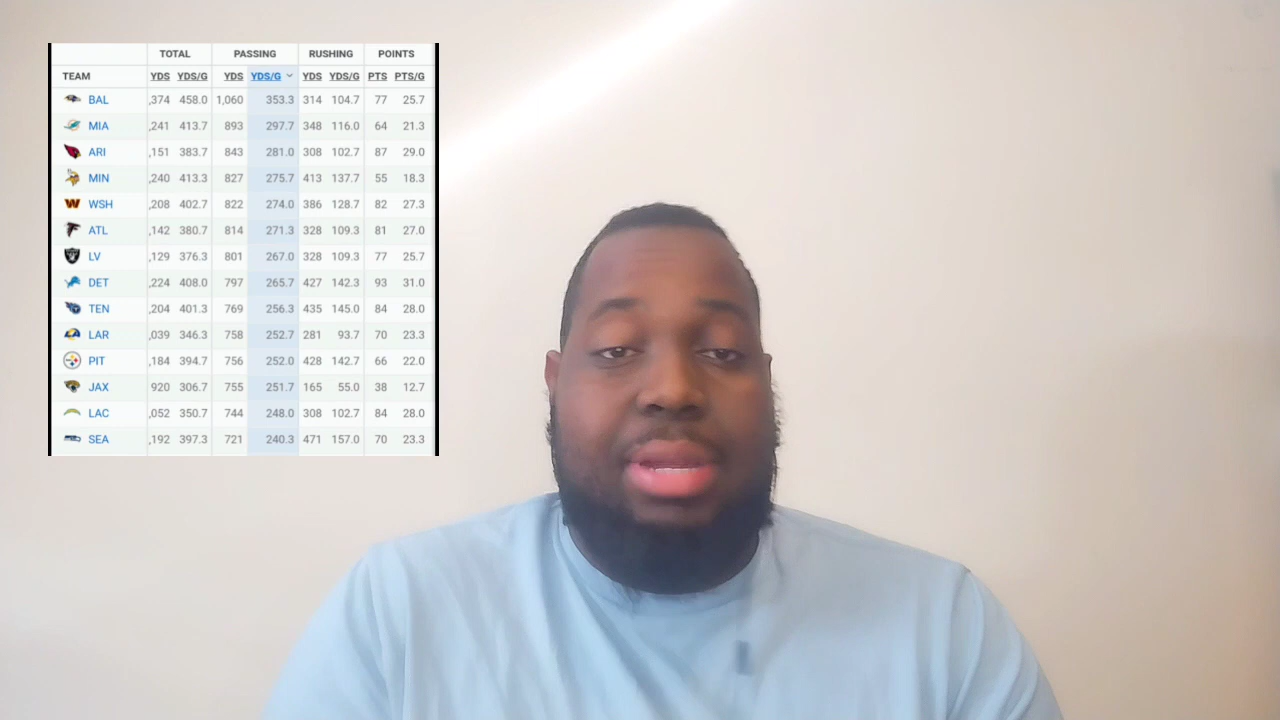 TOTAL PASSING RUSHING POINTS
TEAM YDS YDS/G YDS YDS/G YDS YDS/G PTS PTS/G
BAL ,374 458.0 1,060 353.3 314 104.7 77 25.7
MIA ,241 413.7 893 297.7 348 116.0 64 21.3
ARI ,151 383.7 843 281.0 308 102.7 87 29.0
MIN ,240 413.3 827 275.7 413 137.7 55 18.3
WSH ,208 402.7 822 274.0 386 128.7 82 27.3
ATL ,142 380.7 814 271.3 328 109.3 81 27.0
LV ,129 376.3 801 267.0 328 109.3 77 25.7
DET ,224 408.0 797 265.7 427 142.3 93 31.0
TEN ,204 401.3 769 256.3 435 145.0 84 28.0
LAR ,039 346.3 758 252.7 281 93.7 70 23.3
PIT ,184 394.7 756 252.0 428 142.7 66 22.0
JAX 920 306.7 755 251.7 165 55.0 38 12.7
LAC ,052 350.7 744 248.0 308 102.7 84 28.0
SEA ,192 397.3 721 240.3 471 157.0 70 23.3